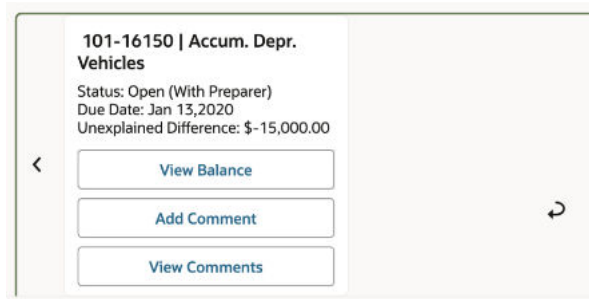 101-16150 | Accum. Depr.
Vehicles
Status: Open (With Preparer)
Due Date: Jan 13,2020
Unexplained Difference: $-15,000.00
View Balance
Add Comment
View Comments